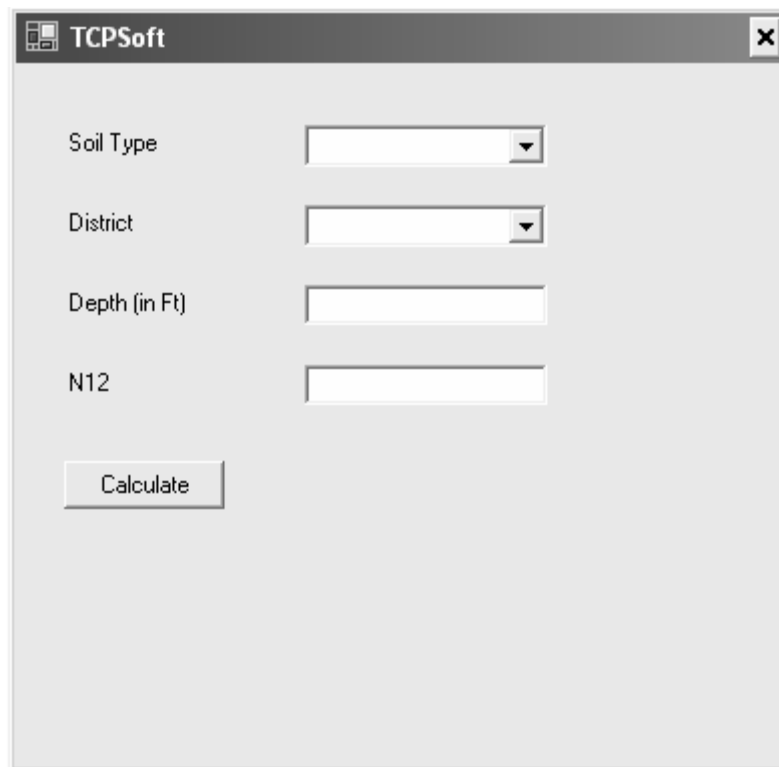 TCPSoft
Soil Type
District
Depth (in Ft)
N12
Calculate